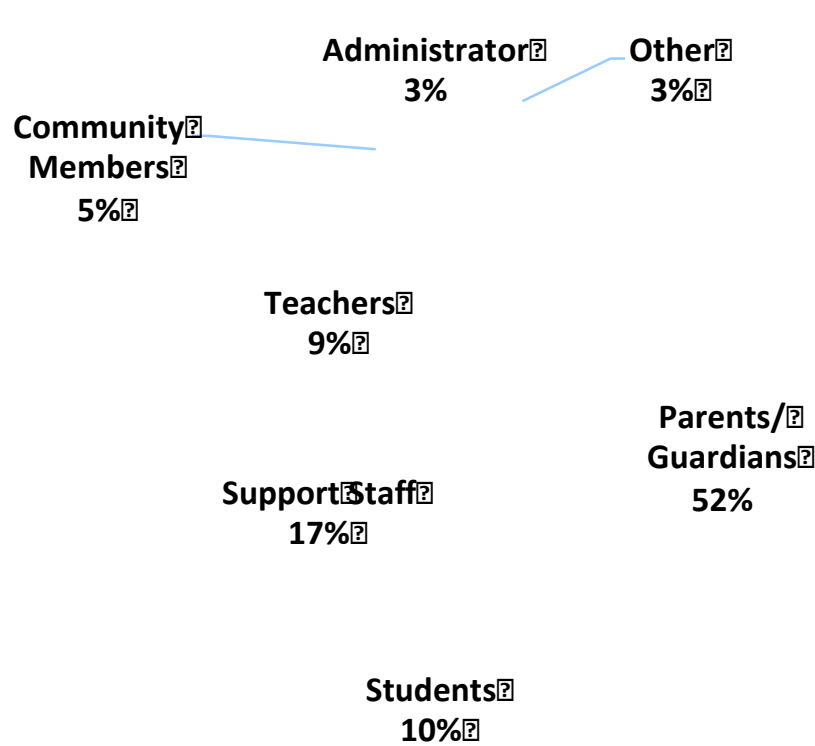 Administrator
3%
Other
3%
Community
Members
5%
Teachers
9%
Parents/
Guardians
52%
Support Staff
17%
Students
10%